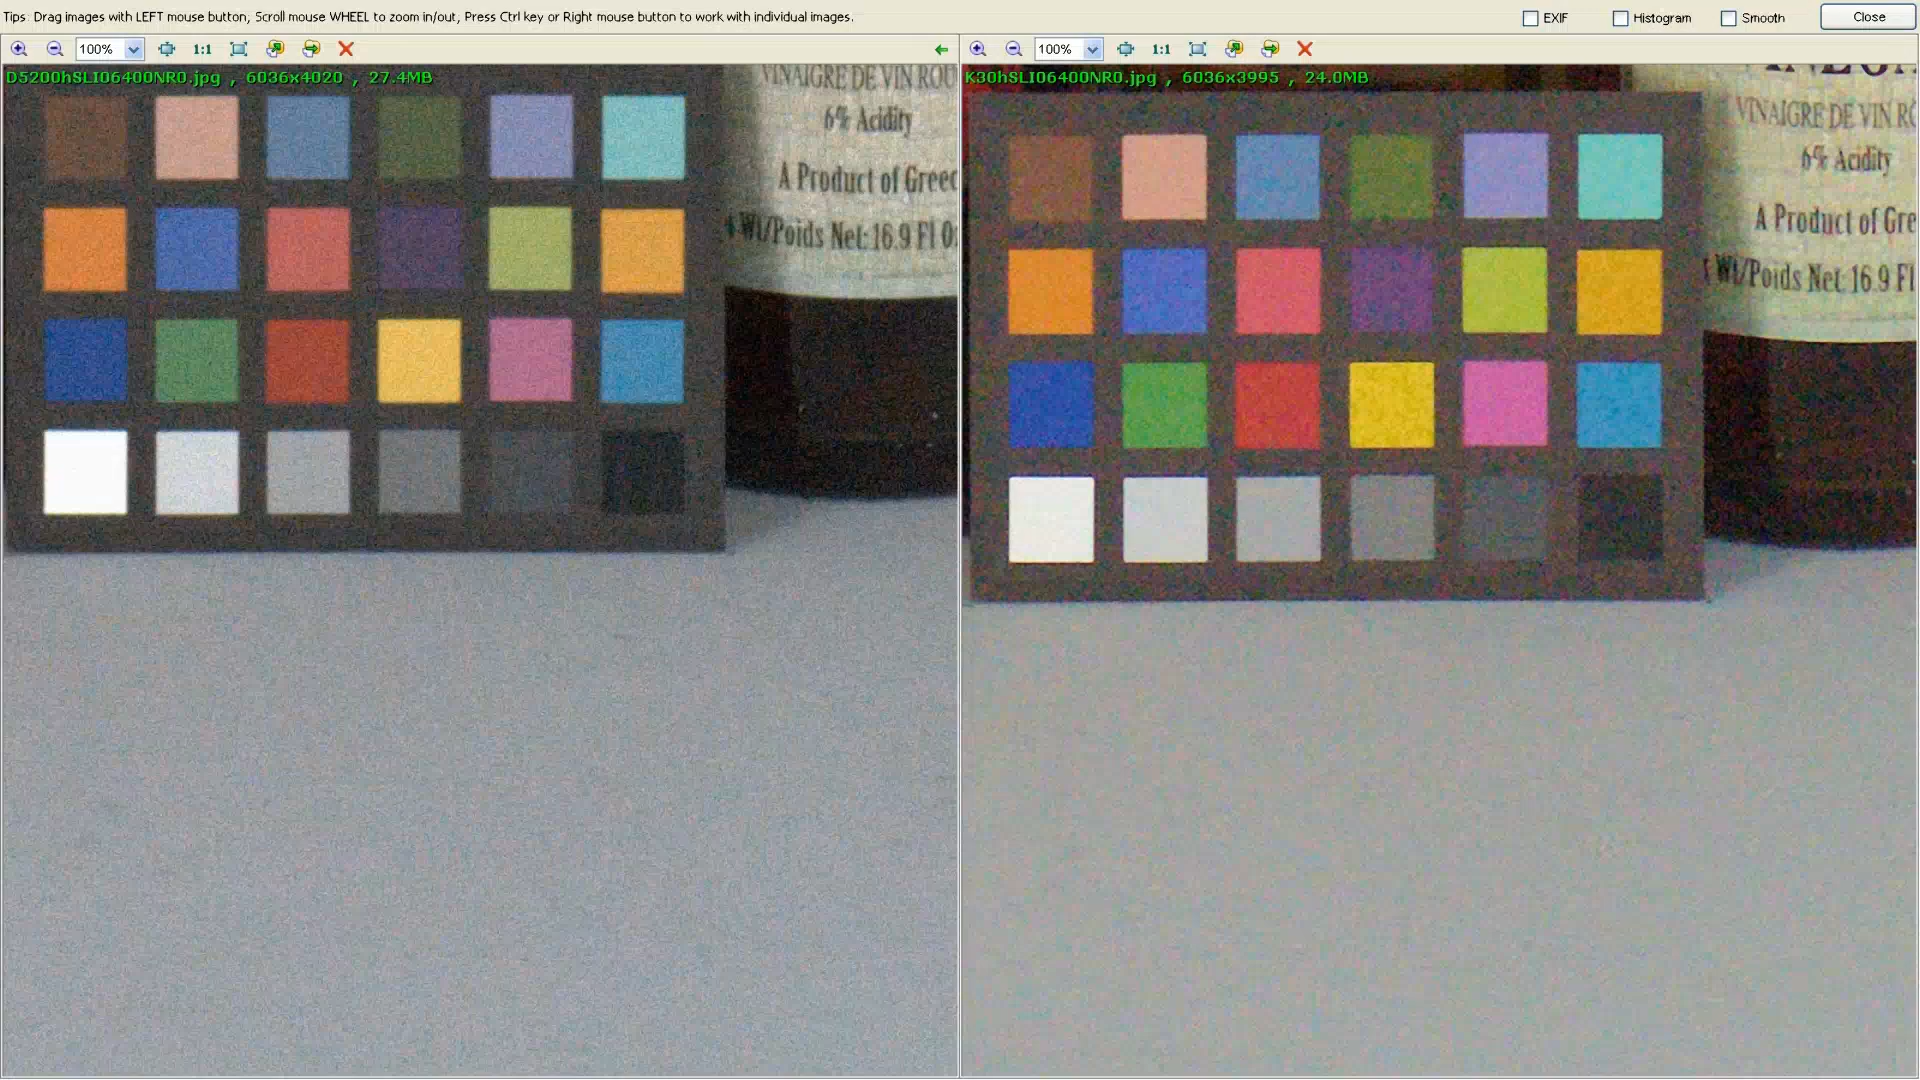 Tips: Drag images with LEFT mouse button, Scroll mouse WHEEL to zoom in/out, Press Ctrl key or Right mouse button to work with individual images.
EXIF
Histogram
Smooth
Close
100%
1:1
100%
1:1
D5200hSLI06400NR0.jpg , 6036x4020 , 27.4MB
VINAIGRE DE VIN ROU
6% Acidity
A Product of Greec
Wt/Poids Net: 16.9 Fl O
K30hSLI06400NR0.jpg , 6036x3995 , 24.0MB
VINAIGRE DE VIN RO
6% Acidity
A Product of Gre
Wt/Poids Net: 16.9 Fl